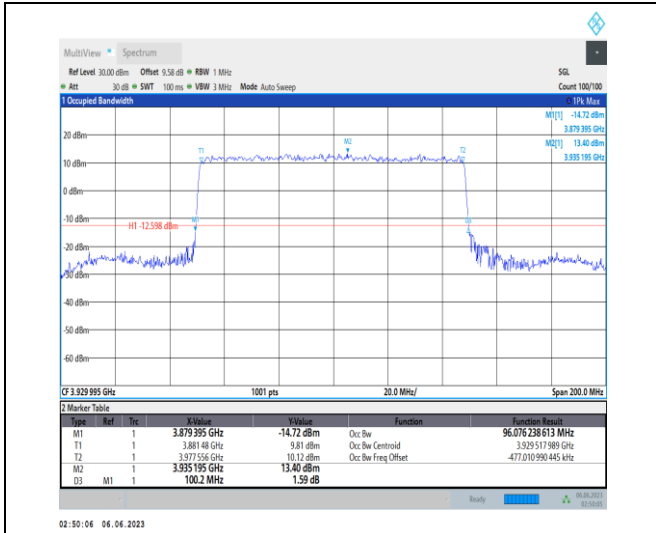 MultiView Spectrum
Ref Level 30.00 dBm Offset 9.58 dB RBW 1 MHz SGL
Att 30 dB SWT 100 ms VBW 3 MHz Mode Auto Sweep Count 100/100
1 Occupied Bandwidth 1Pk Max
M1[1] -14.72 dBm
3.879 395 GHz
M2[1] 13.40 dBm
3.935 195 GHz
20 dBm
M2
T1 T2
10 dBm
0 dBm
-10 dBm
M1
H1 -12.598 dBm
-30 dBm
-40 dBm
-50 dBm
-60 dBm
CF 3.929 995 GHz 1001 pts 20.0 MHz/ Span 200.0 MHz
2 Marker Table
Type Ref Trc X-Value Y-Value Function Function Result
M1 1 3.879 395 GHz -14.72 dBm Occ Bw 96.076 238 613 MHz
T1 1 3.881 48 GHz 9.81 dBm Occ Bw Centroid 3.929 517 989 GHz
T2 1 3.977 556 GHz 10.12 dBm Occ Bw Freq Offset -477.010 990 445 kHz
M2 1 3.935 195 GHz 13.40 dBm
D3 M1 1 100.2 MHz 1.59 dB
Ready 06.06.2023
02:50:05
02:50:06 06.06.2023